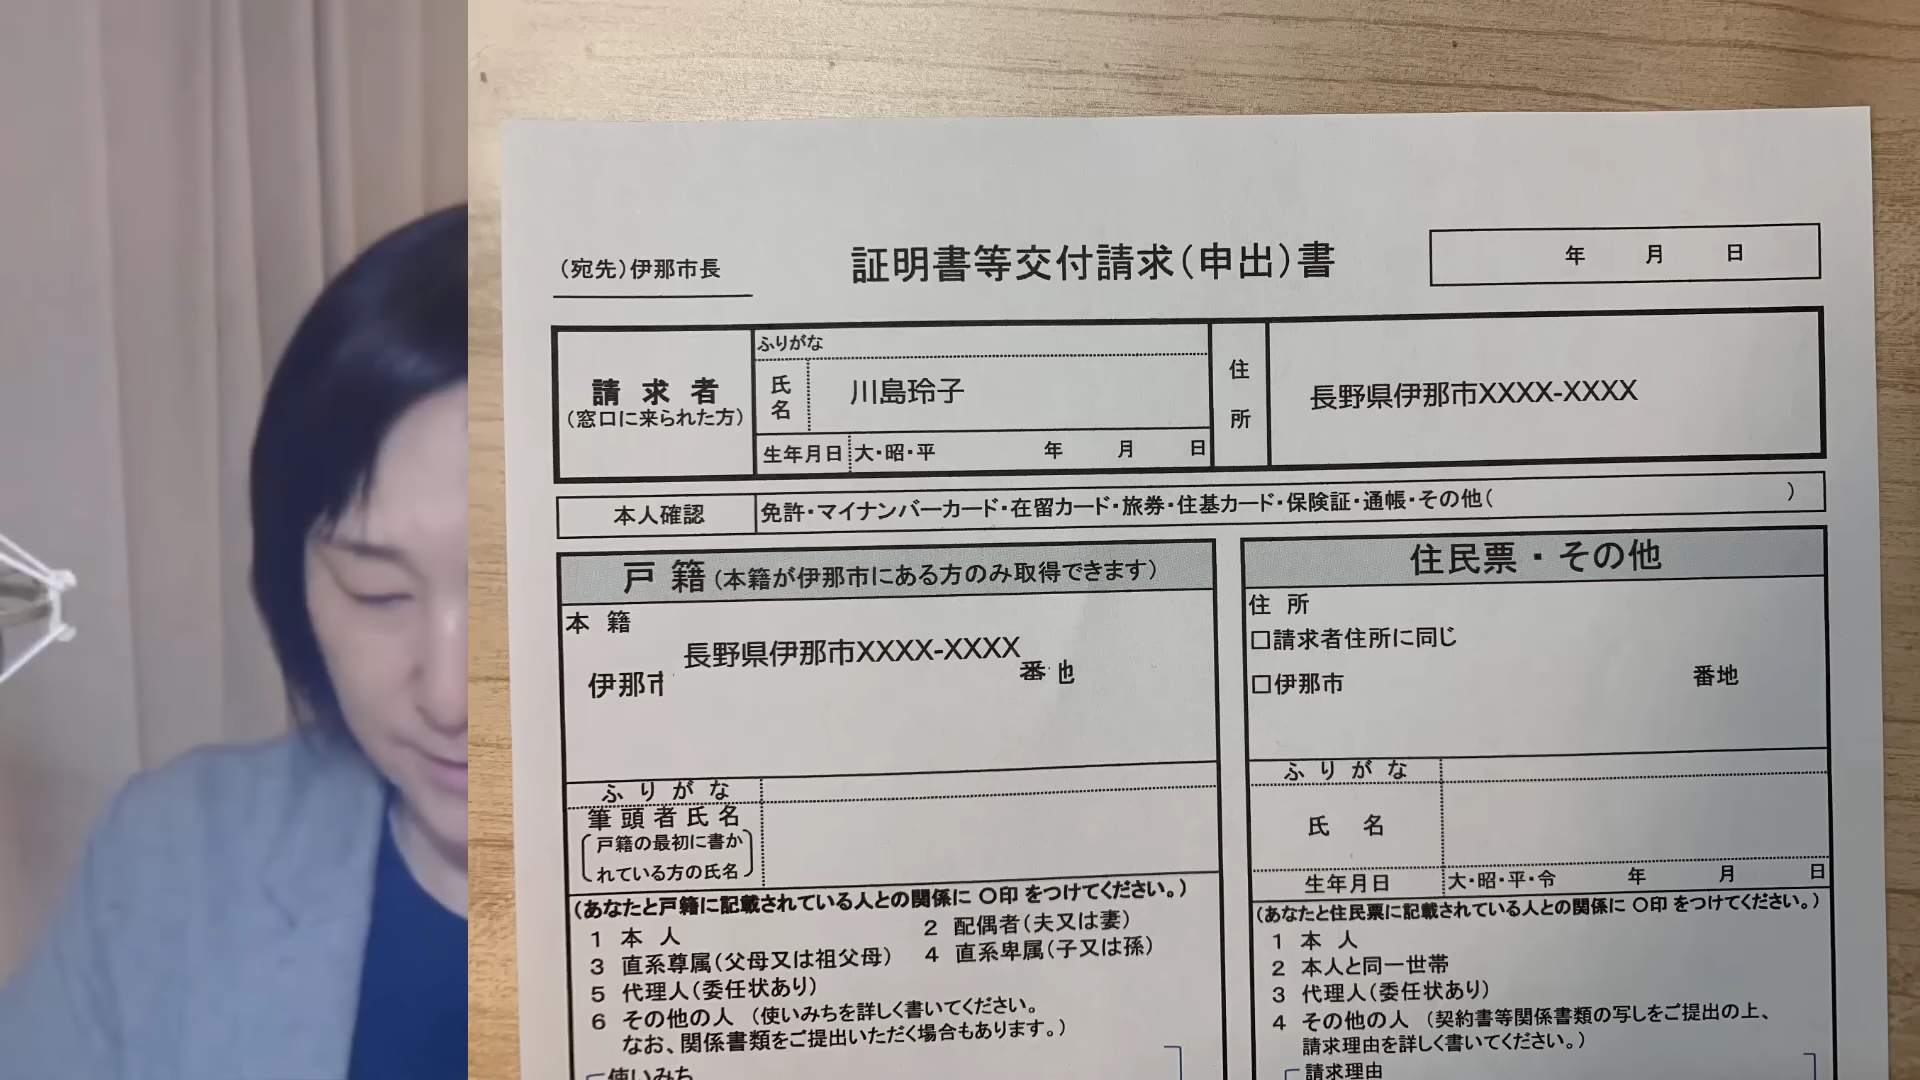 (宛先)伊那市長
証明書等交付請求(申出)書
年 月 日
請求者
(窓口に来られた方)
ふりがな
氏名
川島玲子
生年月日 大・昭・平 年 月 日
住所
長野県伊那市XXXX-XXXX
本人確認
免許・マイナンバーカード・在留カード・旅券・住基カード・保険証・通帳・その他( )
戸籍(本籍が伊那市にある方のみ取得できます)
本籍
長野県伊那市XXXX-XXXX
伊那市 番地
ふりがな
筆頭者氏名
戸籍の最初に書か
れている方の氏名
(あなたと戸籍に記載されている人との関係に 〇印 をつけてください。)
1 本人 2 配偶者(夫又は妻)
3 直系尊属(父母又は祖父母) 4 直系卑属(子又は孫)
5 代理人(委任状あり)
6 その他の人 (使いみちを詳しく書いてください。
なお、関係書類をご提出いただく場合もあります。)
使いみち
住民票・その他
住所
□請求者住所に同じ
□伊那市 番地
ふりがな
氏名
生年月日 大・昭・平・令 年 月 日
(あなたと住民票に記載されている人との関係に 〇印 をつけてください。)
1 本人
2 本人と同一世帯
3 代理人(委任状あり)
4 その他の人 (契約書等関係書類の写しをご提出の上、
請求理由を詳しく書いてください。)
請求理由